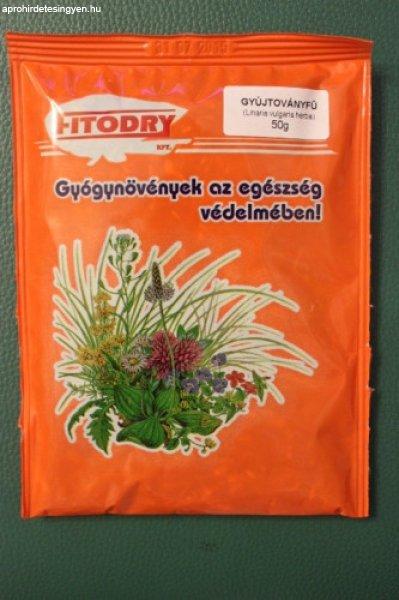 aprohirdetesingyen.hu
FITODRY
KFT.
GYÚJTOVÁNYFŰ
(Linaria vulgaris herba)
50g
Gyógynövények az egészség
védelmében!